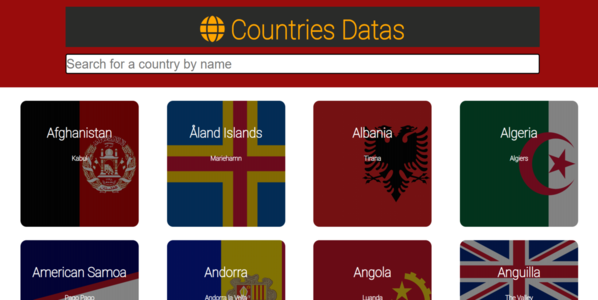 Countries Datas
Search for a country by name
Afghanistan Åland Islands Albania Algeria
Kabul Mariehamn Tirana Algiers
American Samoa Andorra Angola Anguilla
Pago Pago Andorra la Vella Luanda The Valley